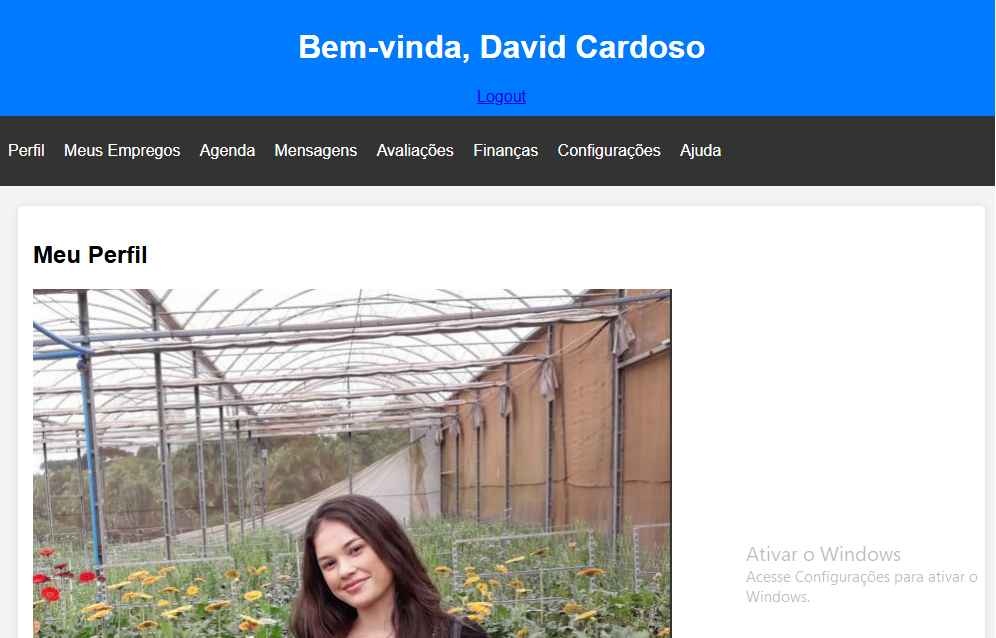 Bem-vinda, David Cardoso
Logout
Perfil Meus Empregos Agenda Mensagens Avaliações Finanças Configurações Ajuda
Meu Perfil
Ativar o Windows
Acesse Configurações para ativar o
Windows.